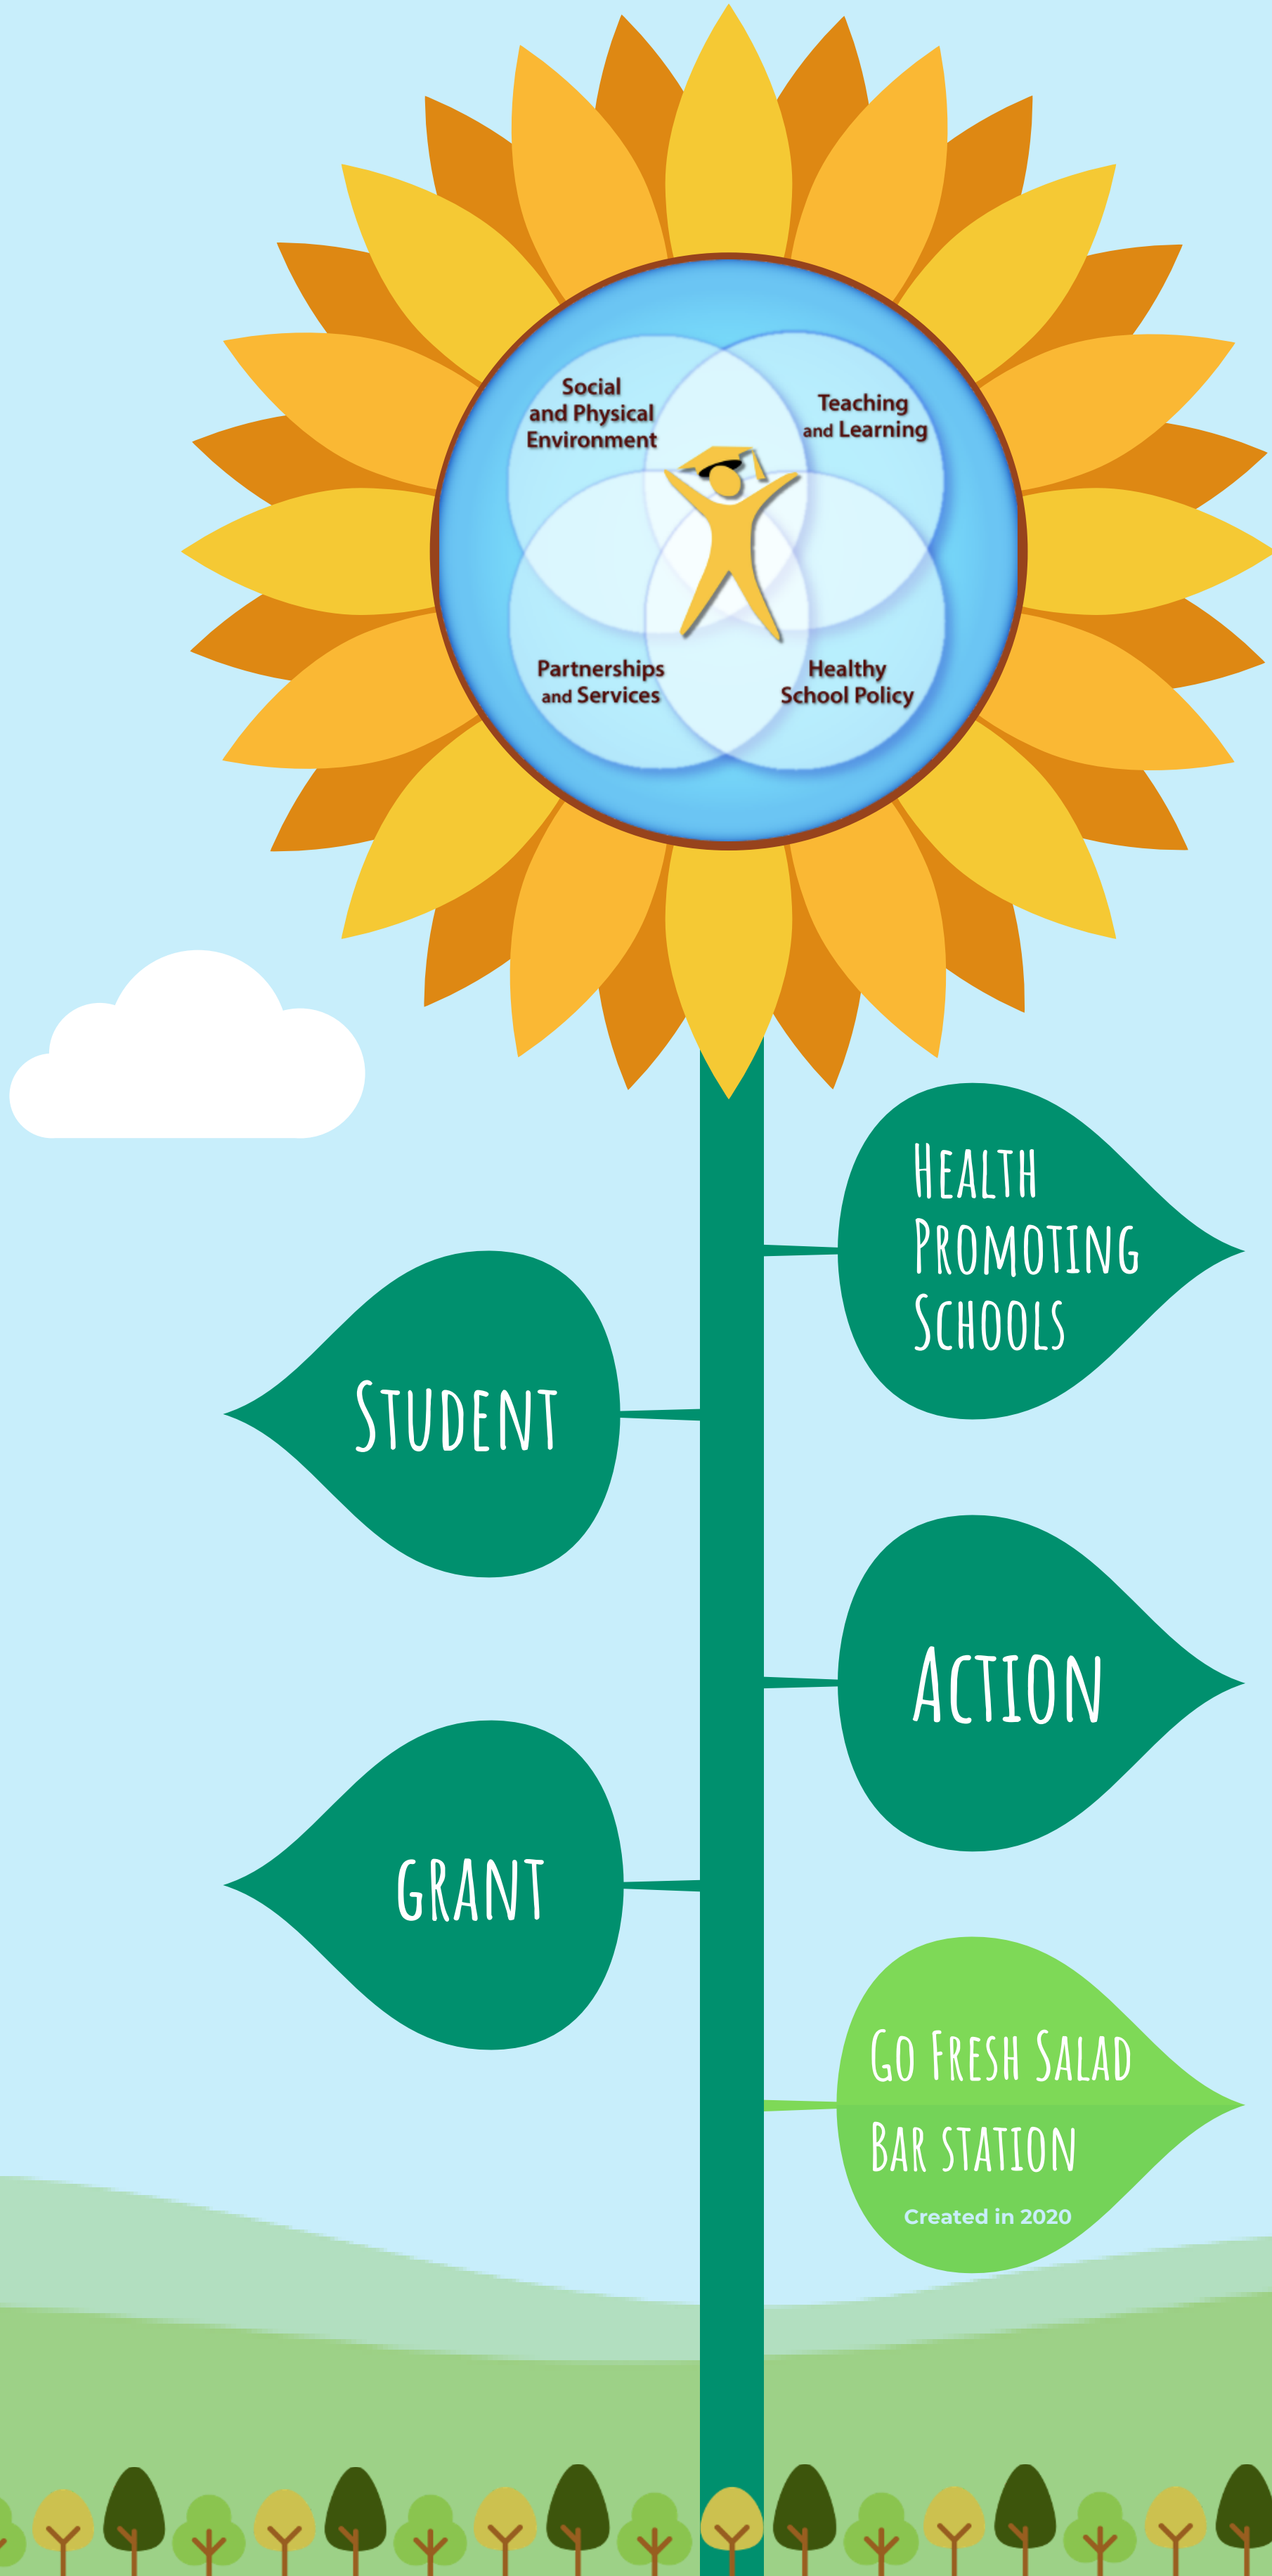 Social
and Physical
Environment
Teaching
and Learning
Partnerships
and Services
Healthy
School Policy
Health
Promoting
Schools
Student
Action
grant
Go Fresh Salad
Bar station
Created in 2020